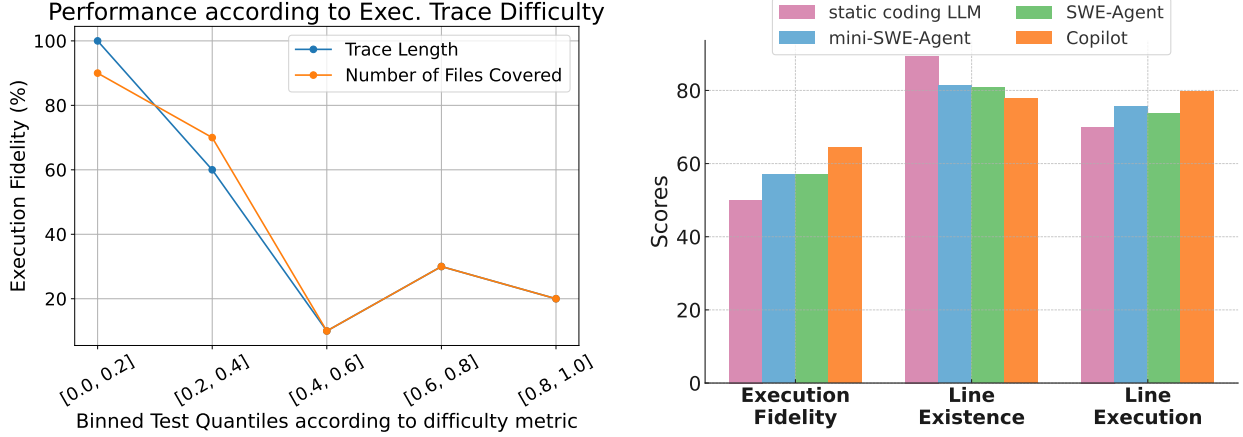 Performance according to Exec. Trace Difficulty
Execution Fidelity (%)
100
80
60
40
20
Trace Length
Number of Files Covered
[0.0, 0.2]
[0.2, 0.4]
[0.4, 0.6]
[0.6, 0.8]
[0.8, 1.0]
Binned Test Quantiles according to difficulty metric
static coding LLM
mini-SWE-Agent
SWE-Agent
Copilot
Scores
80
60
40
20
0
Execution
Fidelity
Line
Existence
Line
Execution